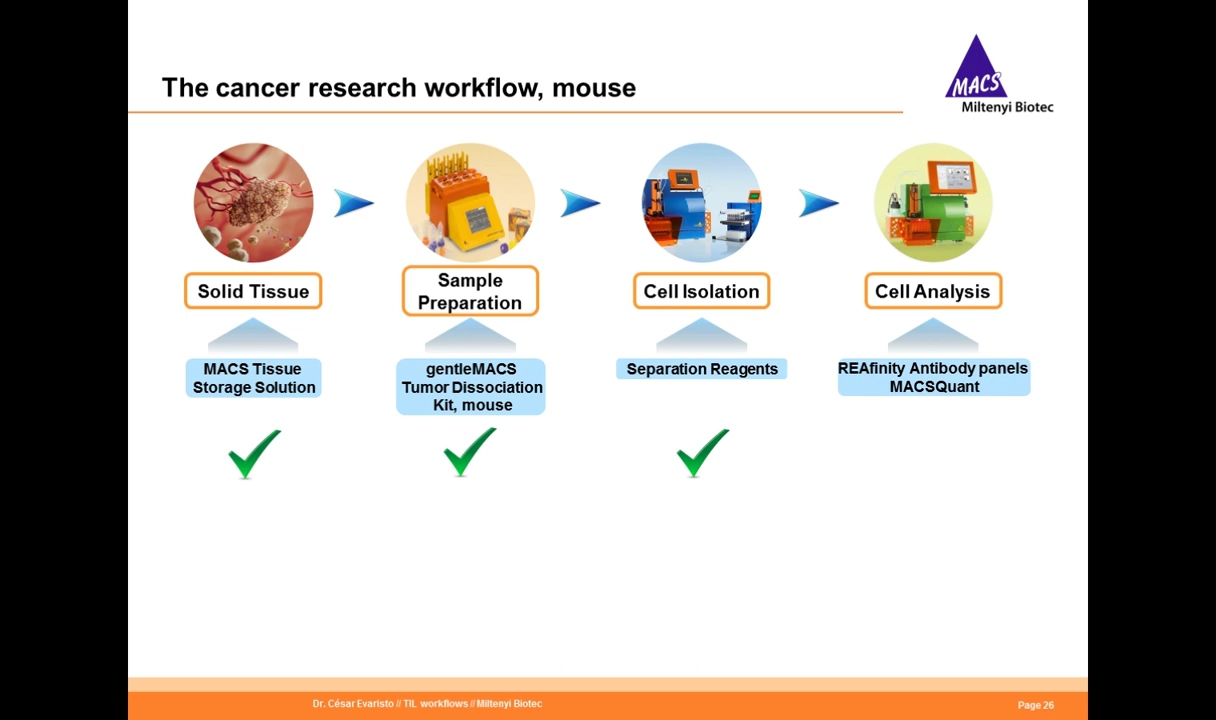 The cancer research workflow, mouse
MACS
Miltenyi Biotec
Solid Tissue
Sample
Preparation
Cell Isolation
Cell Analysis
MACS Tissue
Storage Solution
gentleMACS
Tumor Dissociation
Kit, mouse
Separation Reagents
REAfinity Antibody panels
MACSQuant
Dr. César Evaristo // TIL workflows // Miltenyi Biotec
Page 26